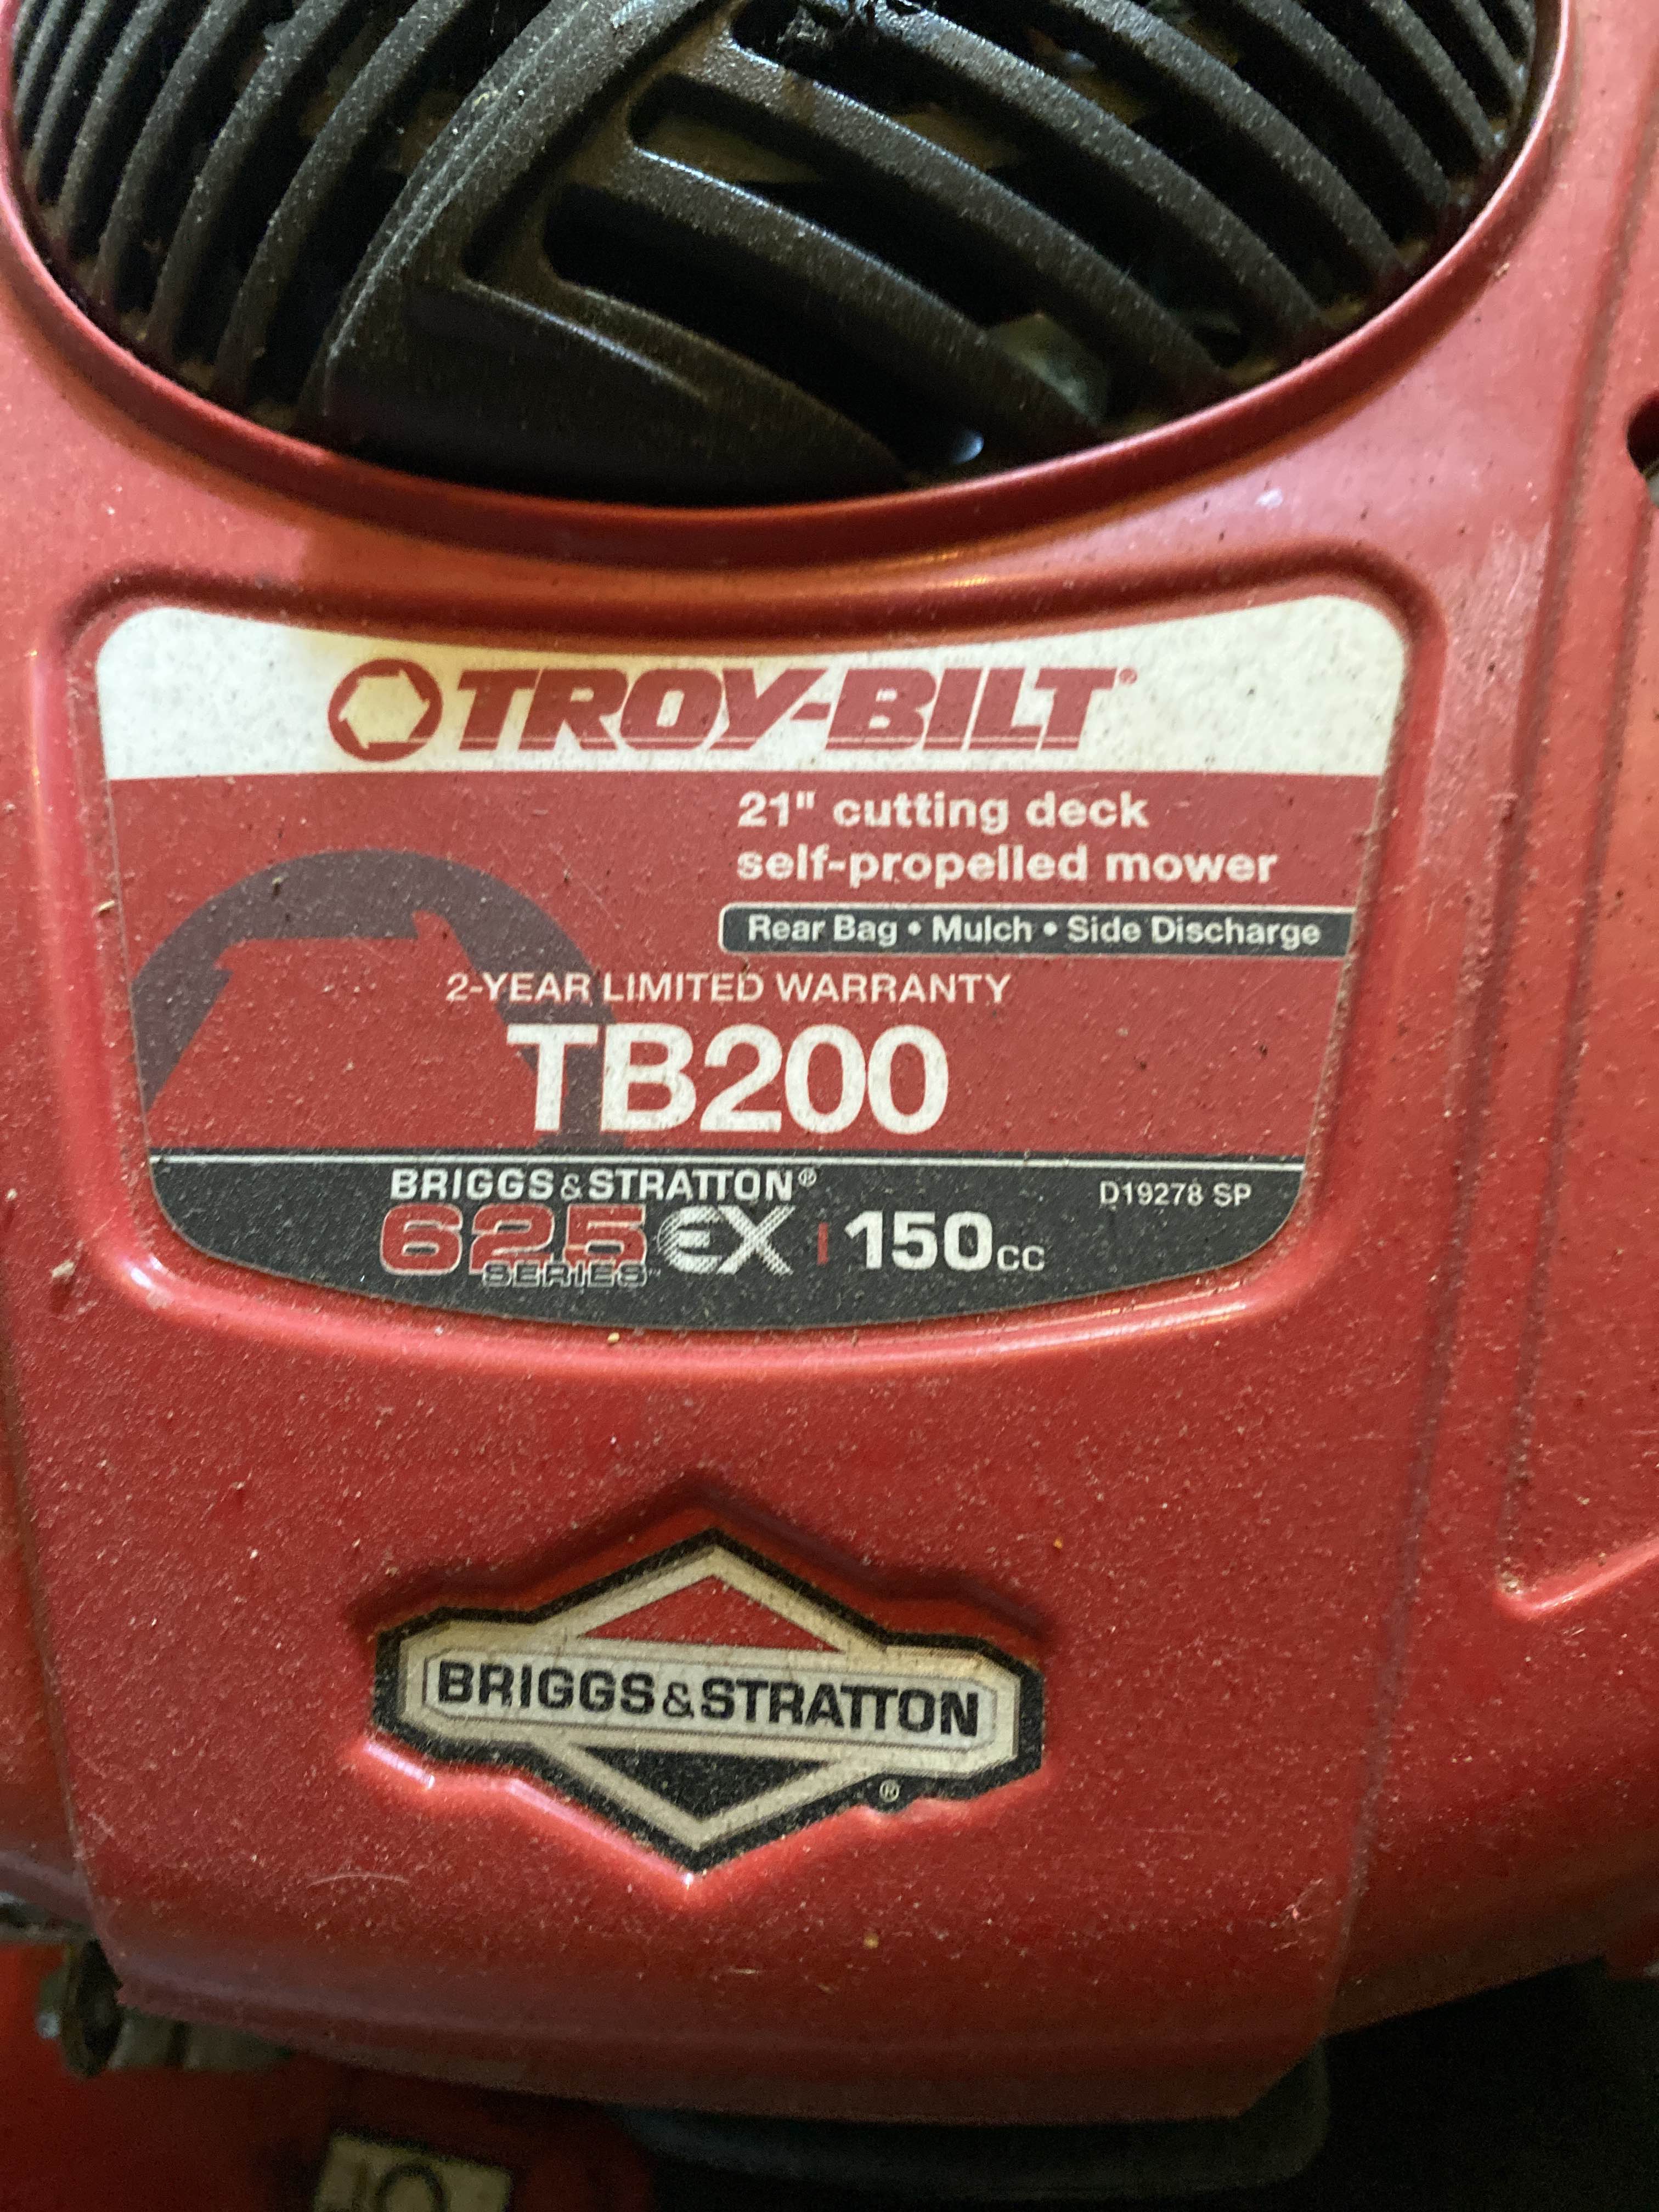 TROY-BILT®
21" cutting deck
self-propelled mower
Rear Bag • Mulch • Side Discharge
2-YEAR LIMITED WARRANTY
TB200
BRIGGS & STRATTON®
D19278 SP
625 EX | 150cc
SERIES™
BRIGGS & STRATTON
®